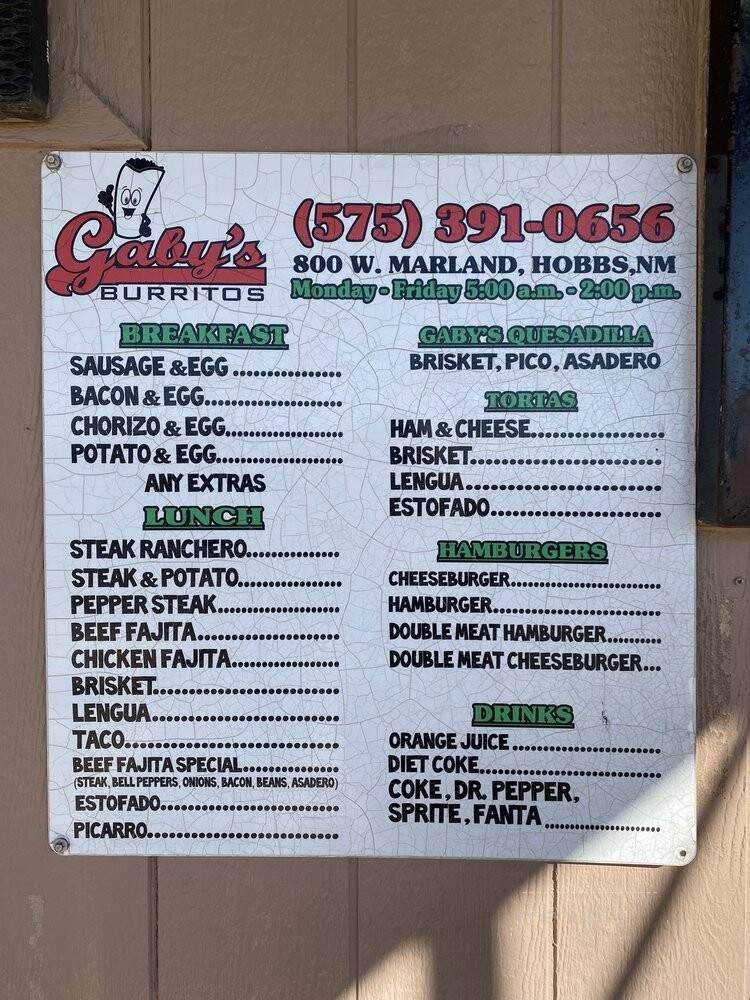 Gaby's
BURRITOS
(575) 391-0656
800 W. MARLAND, HOBBS,NM
Monday - Friday 5:00 a.m. - 2:00 p.m.
BREAKFAST
SAUSAGE & EGG ..................
BACON & EGG.......................
CHORIZO & EGG...................
POTATO & EGG.....................
ANY EXTRAS
LUNCH
STEAK RANCHERO...............
STEAK & POTATO................
PEPPER STEAK....................
BEEF FAJITA........................
CHICKEN FAJITA..................
BRISKET...............................
LENGUA...............................
TACO...................................
BEEF FAJITA SPECIAL................
(STEAK, BELL PEPPERS, ONIONS, BACON, BEANS, ASADERO)
ESTOFADO..............................
PICARRO................................
GABY'S QUESADILLA
BRISKET, PICO, ASADERO
TORTAS
HAM & CHEESE......................
BRISKET................................
LENGUA................................
ESTOFADO............................
HAMBURGERS
CHEESEBURGER.........................
HAMBURGER............................
DOUBLE MEAT HAMBURGER.........
DOUBLE MEAT CHEESEBURGER...
DRINKS
ORANGE JUICE ........................
DIET COKE..............................
COKE, DR. PEPPER,
SPRITE, FANTA ....................